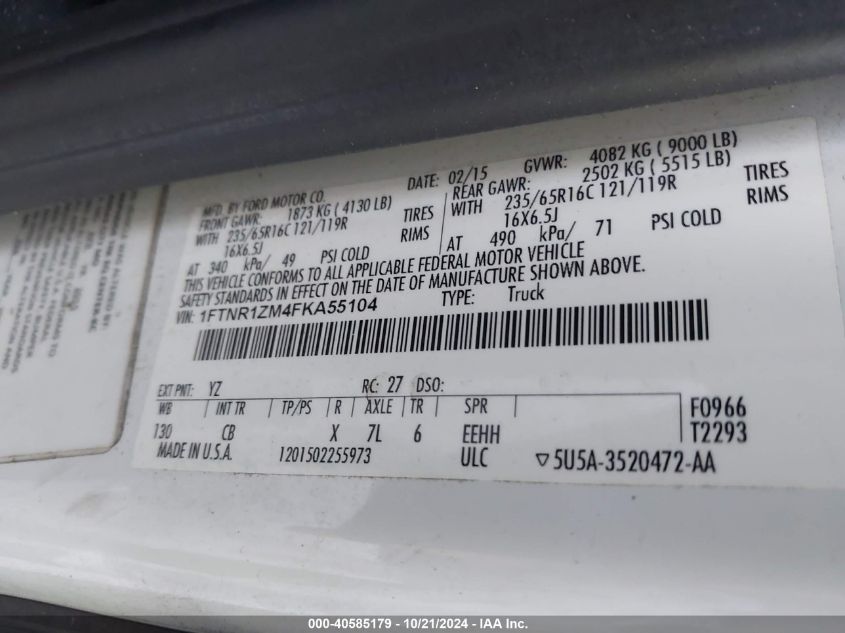 MFD. BY FORD MOTOR CO.
DATE: 02/15
GVWR: 4082 KG ( 9000 LB)
FRONT GAWR: 1873 KG ( 4130 LB)
REAR GAWR: 2502 KG ( 5515 LB)
WITH 235/65R16C 121/119R TIRES
WITH 235/65R16C 121/119R TIRES
16X6.5J RIMS
16X6.5J RIMS
AT 340 kPa/ 49 PSI COLD
AT 490 kPa/ 71 PSI COLD
THIS VEHICLE CONFORMS TO ALL APPLICABLE FEDERAL MOTOR VEHICLE
SAFETY STANDARDS IN EFFECT ON THE DATE OF MANUFACTURE SHOWN ABOVE.
VIN: 1FTNR1ZM4FKA55104
TYPE: Truck
EXT PNT: YZ RC: 27 DSO:
WB INT TR TP/PS R AXLE TR SPR
130 CB X 7L 6 EEHH
F0966
T2293
MADE IN U.S.A. 1201502255973 ULC ▽5U5A-3520472-AA
000-40585179 - 10/21/2024 - IAA Inc.